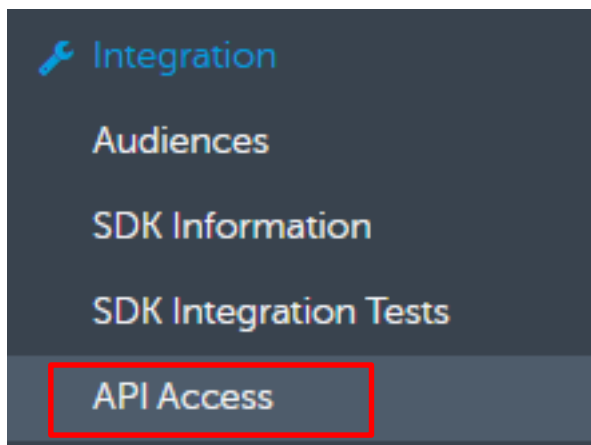 Integration
Audiences
SDK Information
SDK Integration Tests
API Access